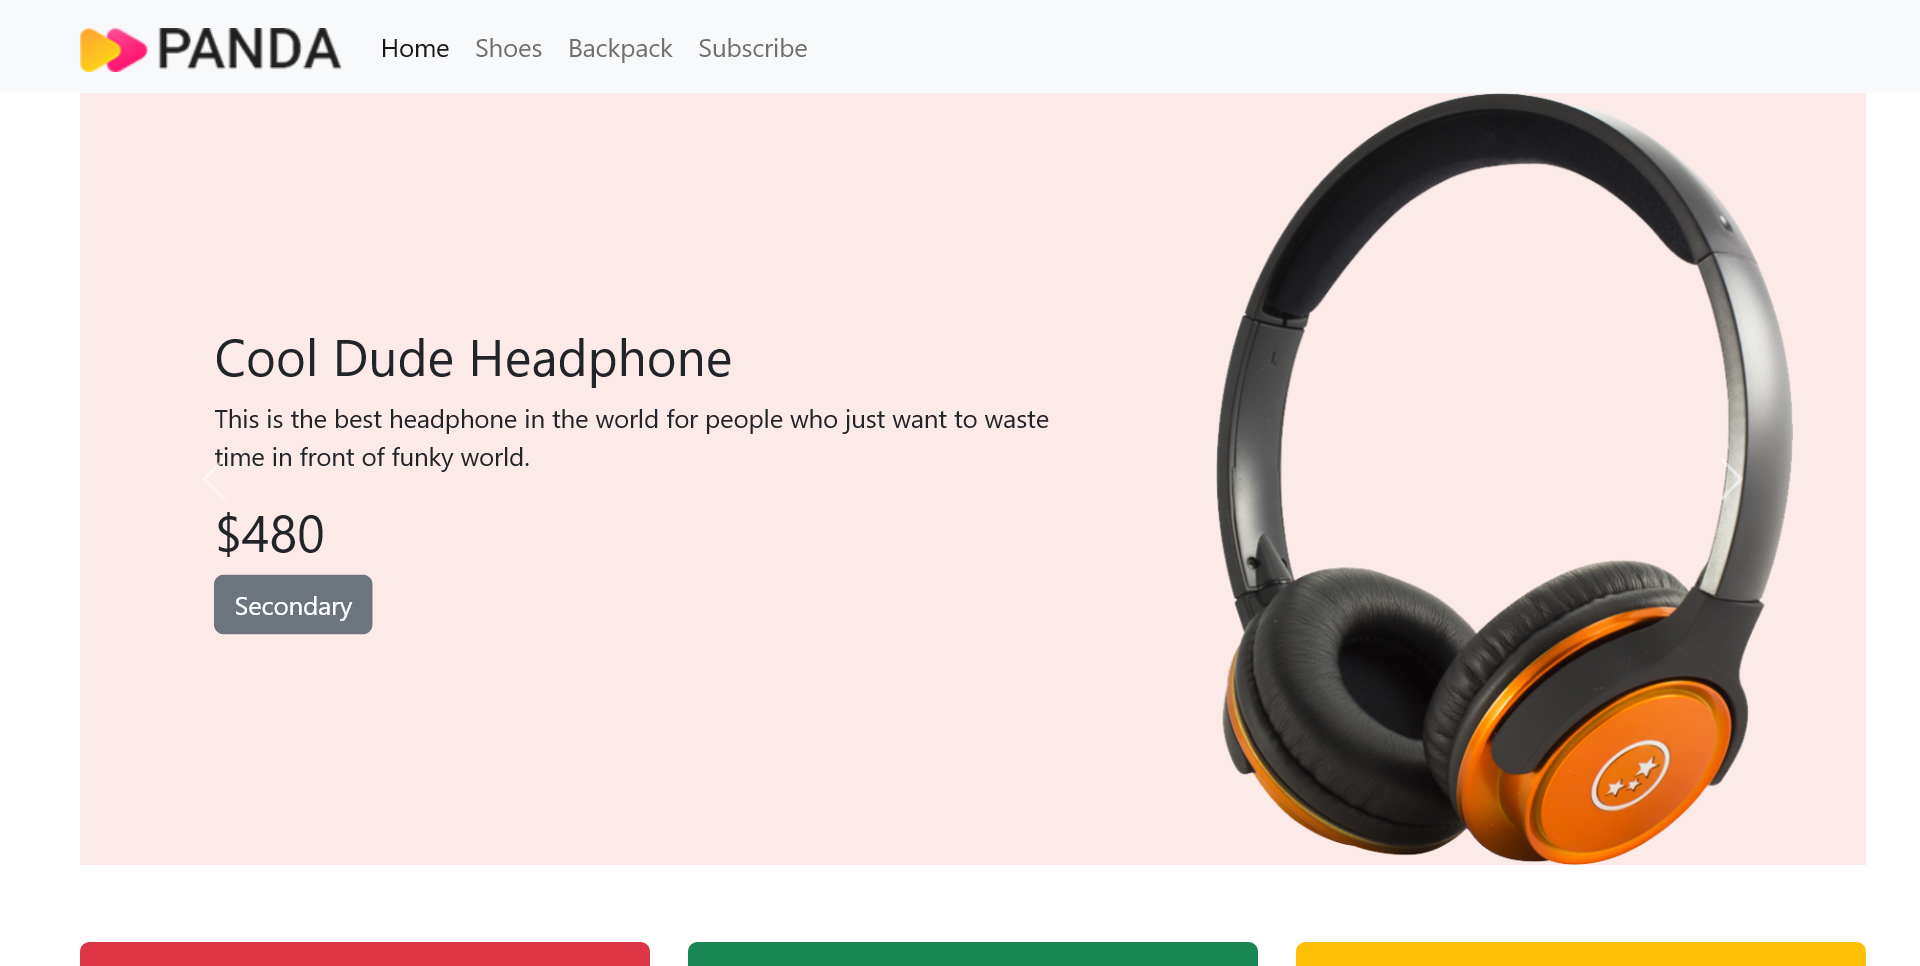 PANDA
Home Shoes Backpack Subscribe
Cool Dude Headphone
This is the best headphone in the world for people who just want to waste
time in front of funky world.
$480
Secondary
L